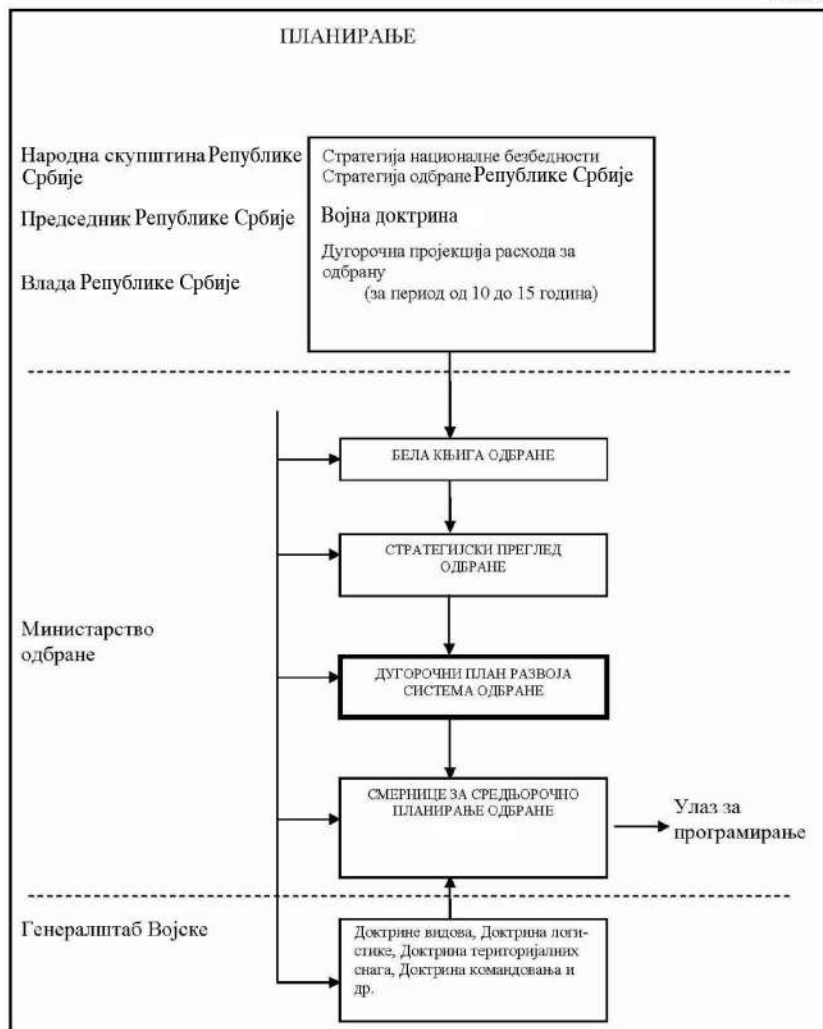 ПЛАНИРАЊЕ
Народна скупштина Републике
Србије
Председник Републике Србије
Влада Републике Србије
Стратегија националне безбедности
Стратегија одбране Републике Србије
Војна доктрина
Дугорочна пројекција расхода за
одбрану
(за период од 10 до 15 година)
БЕЛА КЊИГА ОДБРАНЕ
СТРАТЕГИЈСКИ ПРЕГЛЕД
ОДБРАНЕ
Министарство
одбране
ДУГОРОЧНИ ПЛАН РАЗВОЈА
СИСТЕМА ОДБРАНЕ
СМЕРНИЦЕ ЗА СРЕДЊОРОЧНО
ПЛАНИРАЊЕ ОДБРАНЕ
Улаз за
програмирање
Генералштаб Војске
Доктрине видова, Доктрина логи-
стике, Доктрина територијалних
снага, Доктрина командовања и
др.